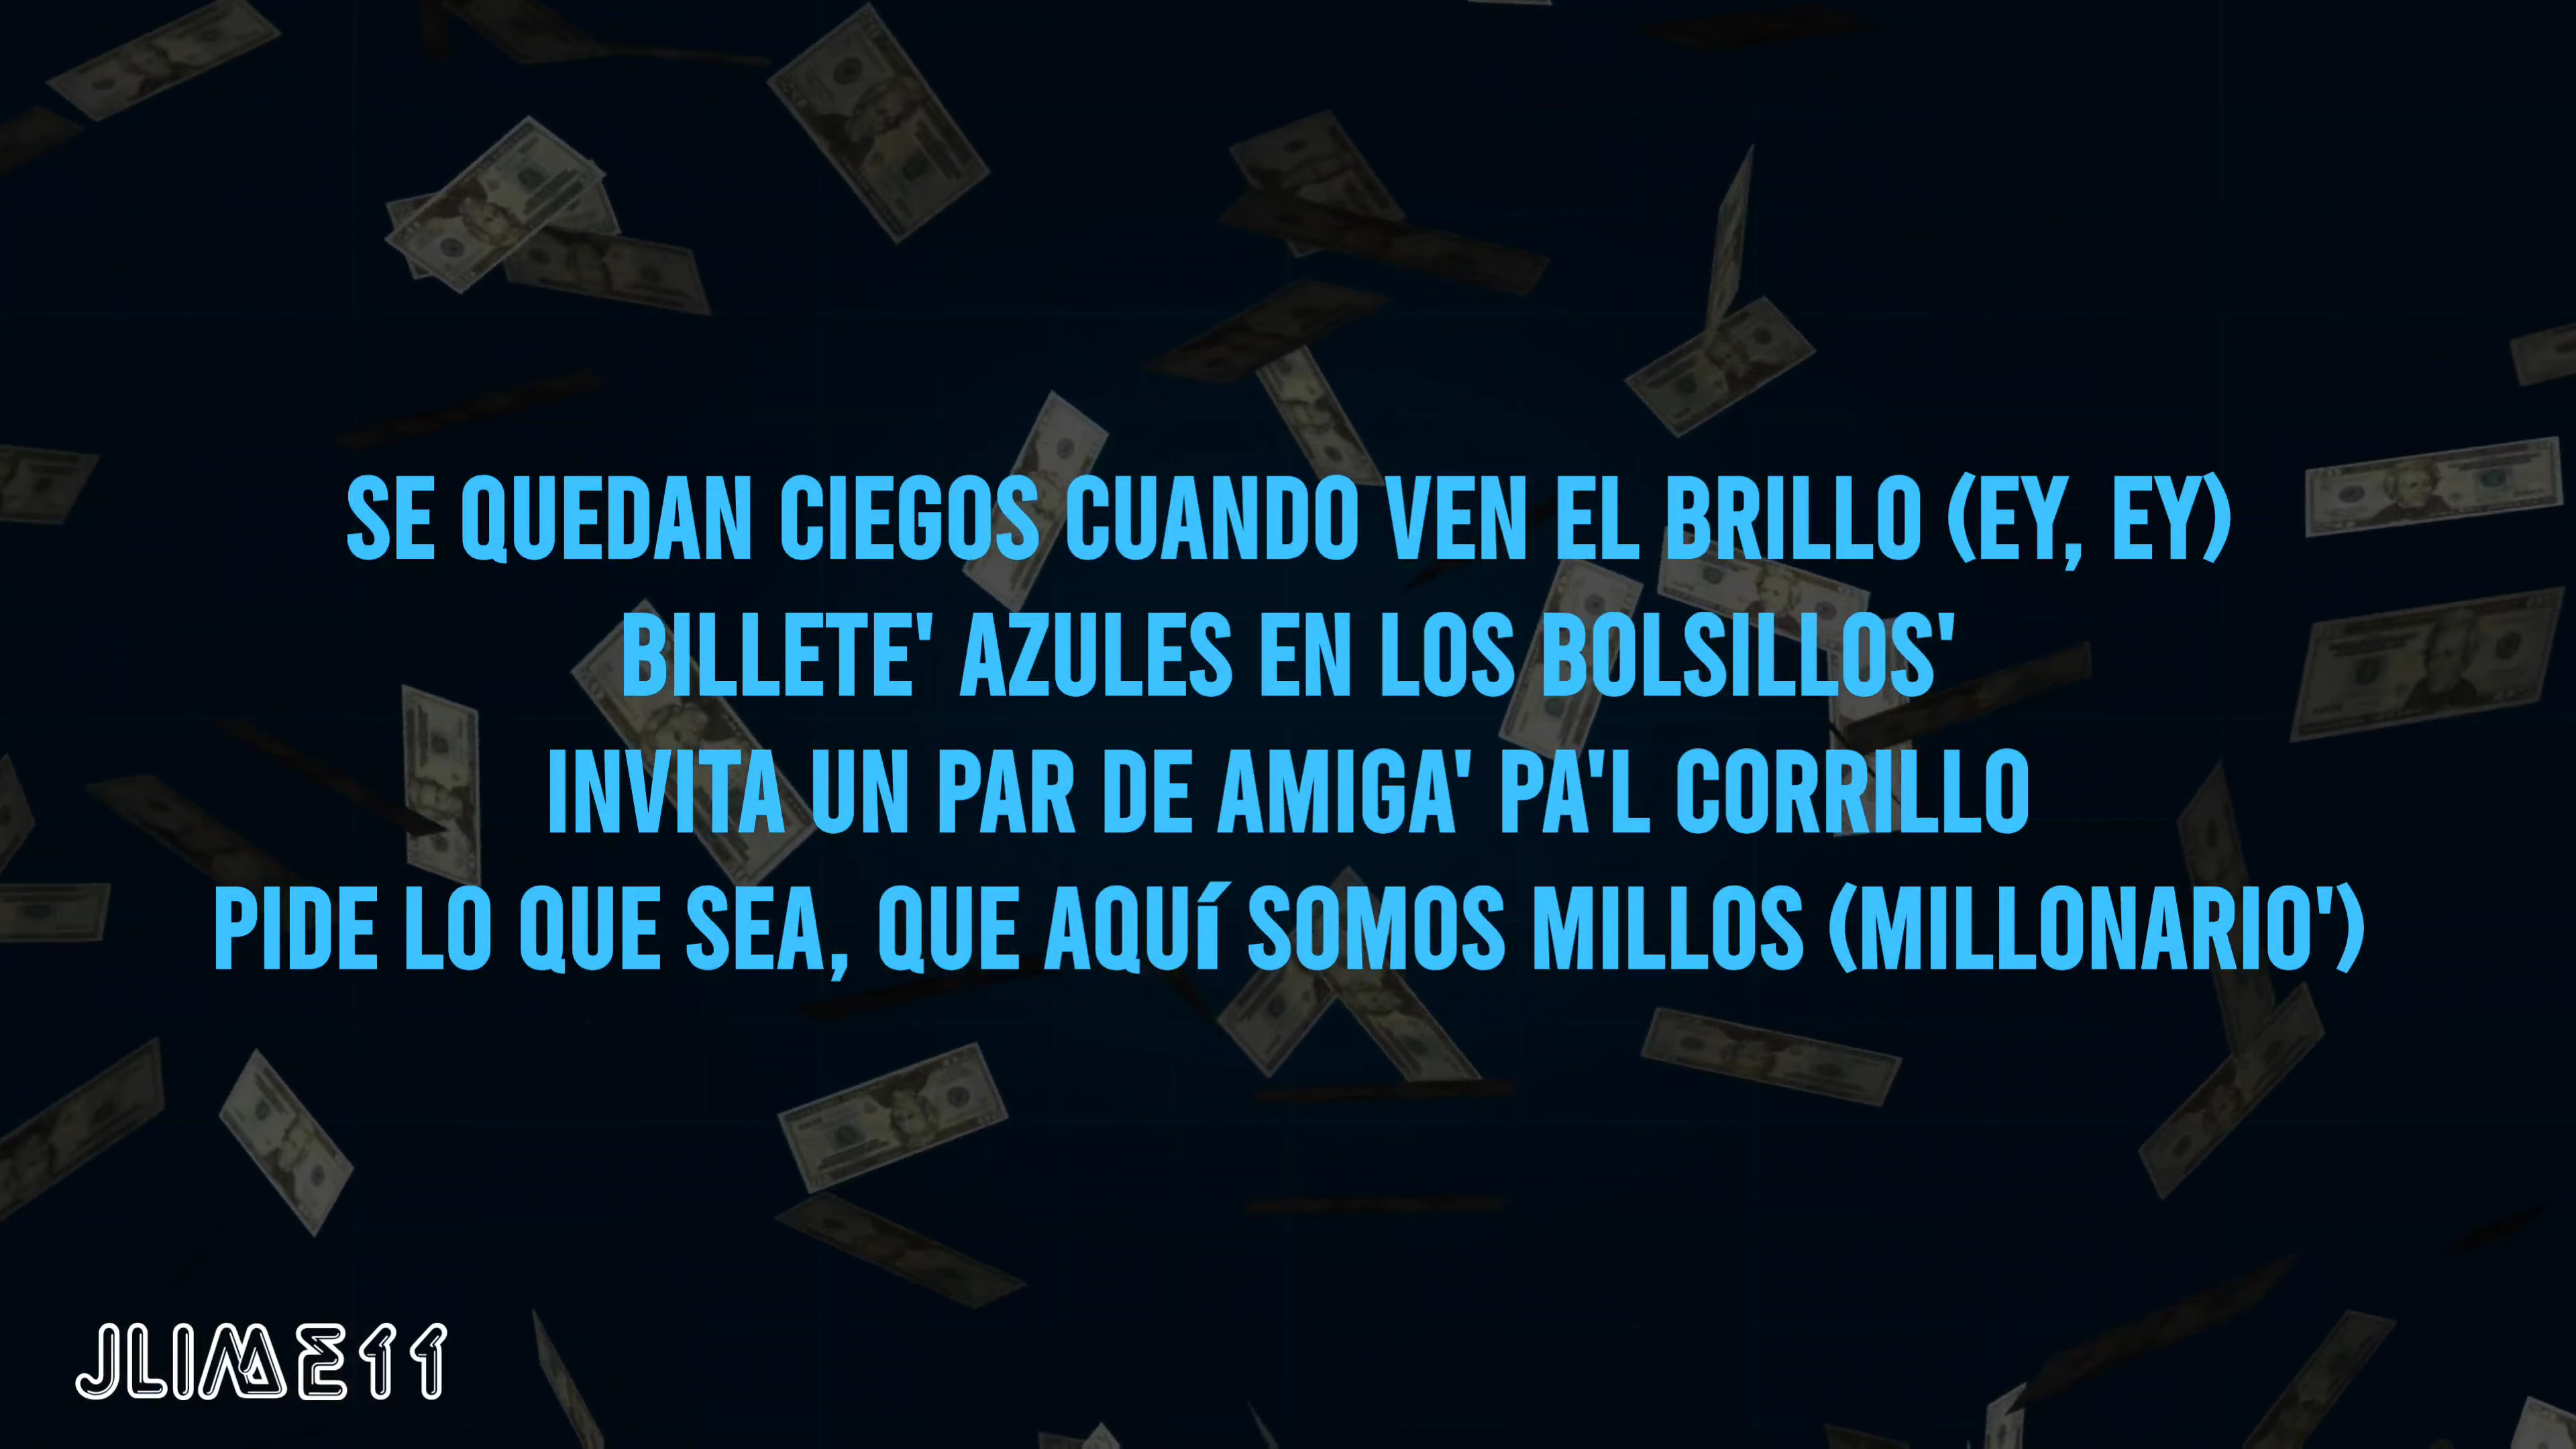 SE QUEDAN CIEGOS CUANDO VEN EL BRILLO (EY, EY)
BILLETE' AZULES EN LOS BOLSILLOS'
INVITA UN PAR DE AMIGA' PA'L CORRILLO
PIDE LO QUE SEA, QUE AQUí SOMOS MILLOS (MILLONARIO')
JLIME11